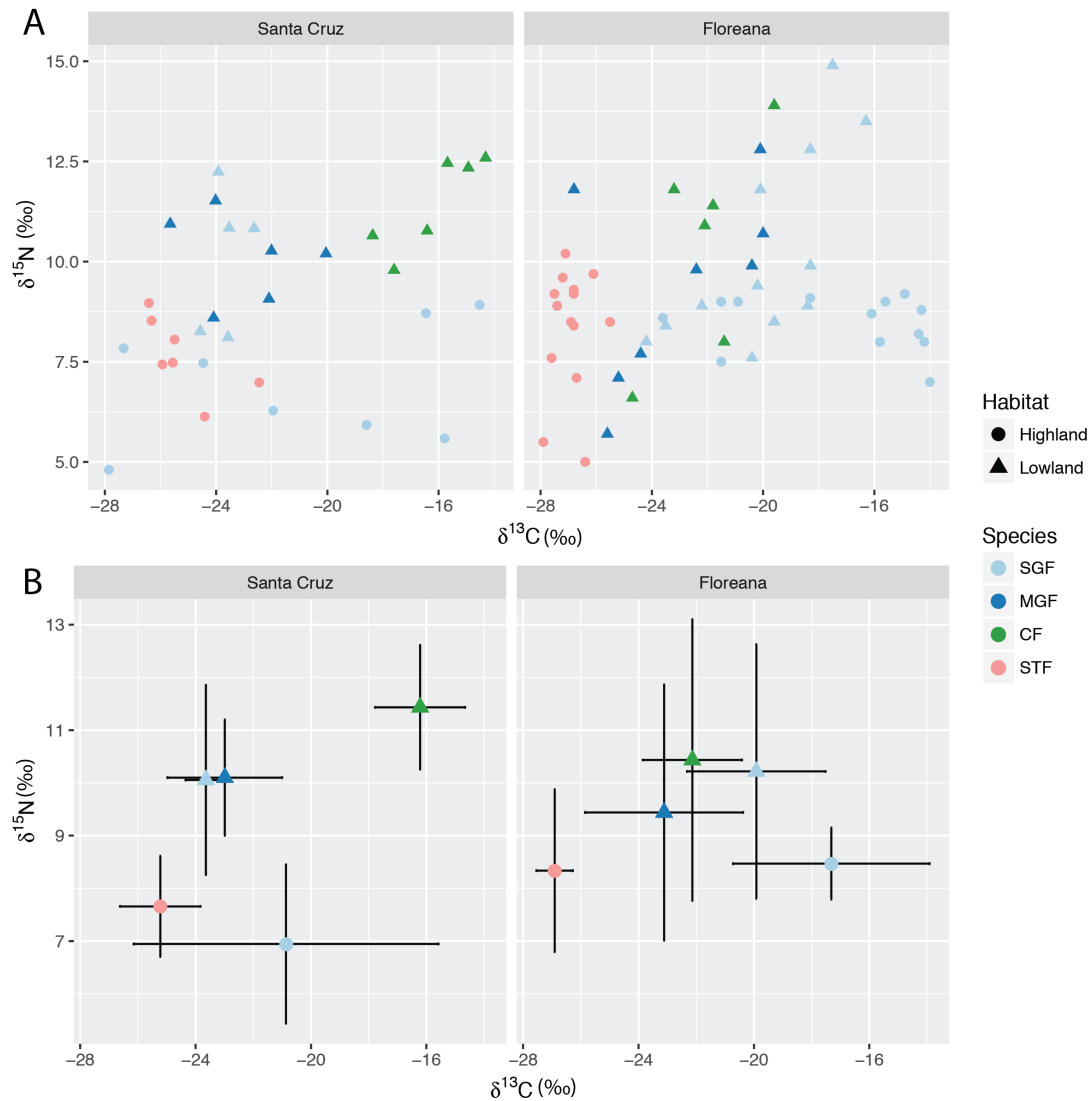 A
Santa Cruz
Floreana
15.0
12.5
10.0
7.5
5.0
δ15N (‰)
−28
−24
−20
−16
−28
−24
−20
−16
δ13C (‰)
Habitat
Highland
Lowland
Species
SGF
MGF
CF
STF
B
Santa Cruz
Floreana
13
11
9
7
δ15N (‰)
−28
−24
−20
−16
−28
−24
−20
−16
δ13C (‰)